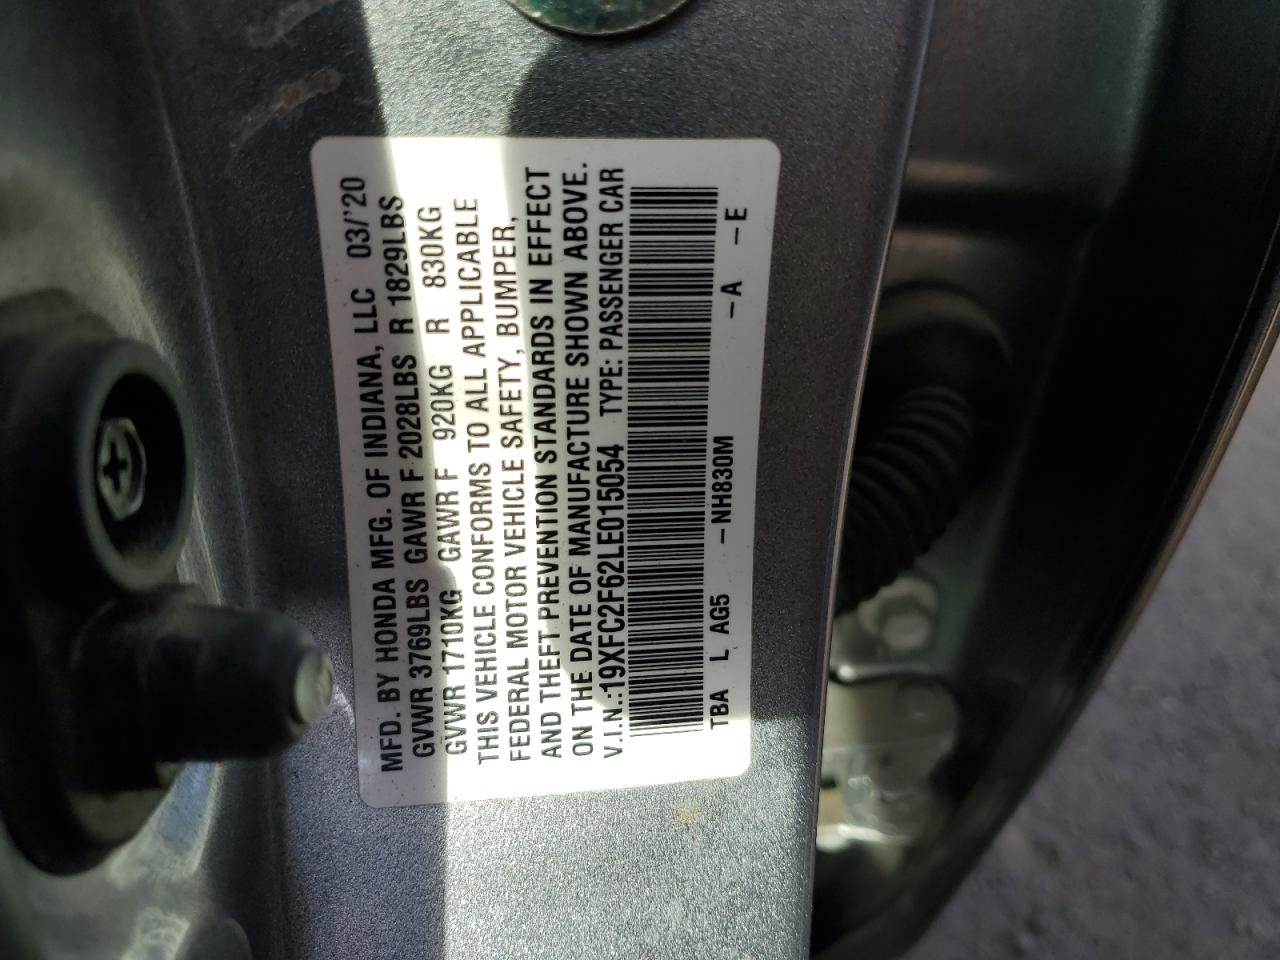 MFD. BY HONDA MFG. OF INDIANA, LLC 03/'20
GVWR 3769LBS GAWR F 2028LBS R 1829LBS
GVWR 1710KG GAWR F 920KG R 830KG
THIS VEHICLE CONFORMS TO ALL APPLICABLE
FEDERAL MOTOR VEHICLE SAFETY, BUMPER,
AND THEFT PREVENTION STANDARDS IN EFFECT
ON THE DATE OF MANUFACTURE SHOWN ABOVE.
V.I.N.:19XFC2F62LE015054 TYPE: PASSENGER CAR
TBA L AG5 -NH830M -A -E